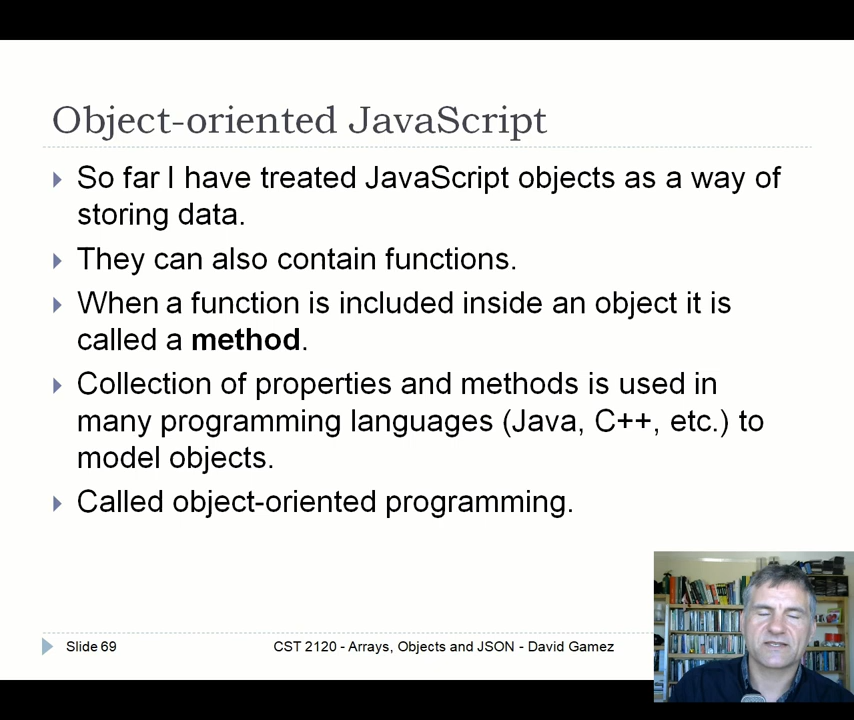 Object-oriented JavaScript
So far I have treated JavaScript objects as a way of
storing data.
They can also contain functions.
When a function is included inside an object it is
called a method.
Collection of properties and methods is used in
many programming languages (Java, C++, etc.) to
model objects.
Called object-oriented programming.
Slide 69
CST 2120 - Arrays, Objects and JSON - David Gamez